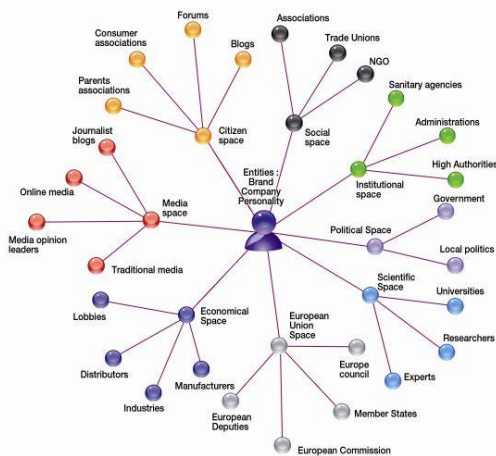 Forums
Associations
Consumer
associations
Blogs
Trade Unions
NGO
Parents
associations
Citizen
space
Social
space
Sanitary agencies
Administrations
Journalist
blogs
Entities :
Brand
Company
Personality
Institutional
space
High Authorities
Online media
Media
space
Government
Political Space
Media opinion
leaders
Local politics
Traditional media
Scientific
Space
Universities
Lobbies
Economical
Space
European
Union
Space
Researchers
Europe
council
Distributors
Manufacturers
Experts
Industries
European
Deputies
Member States
European Commission